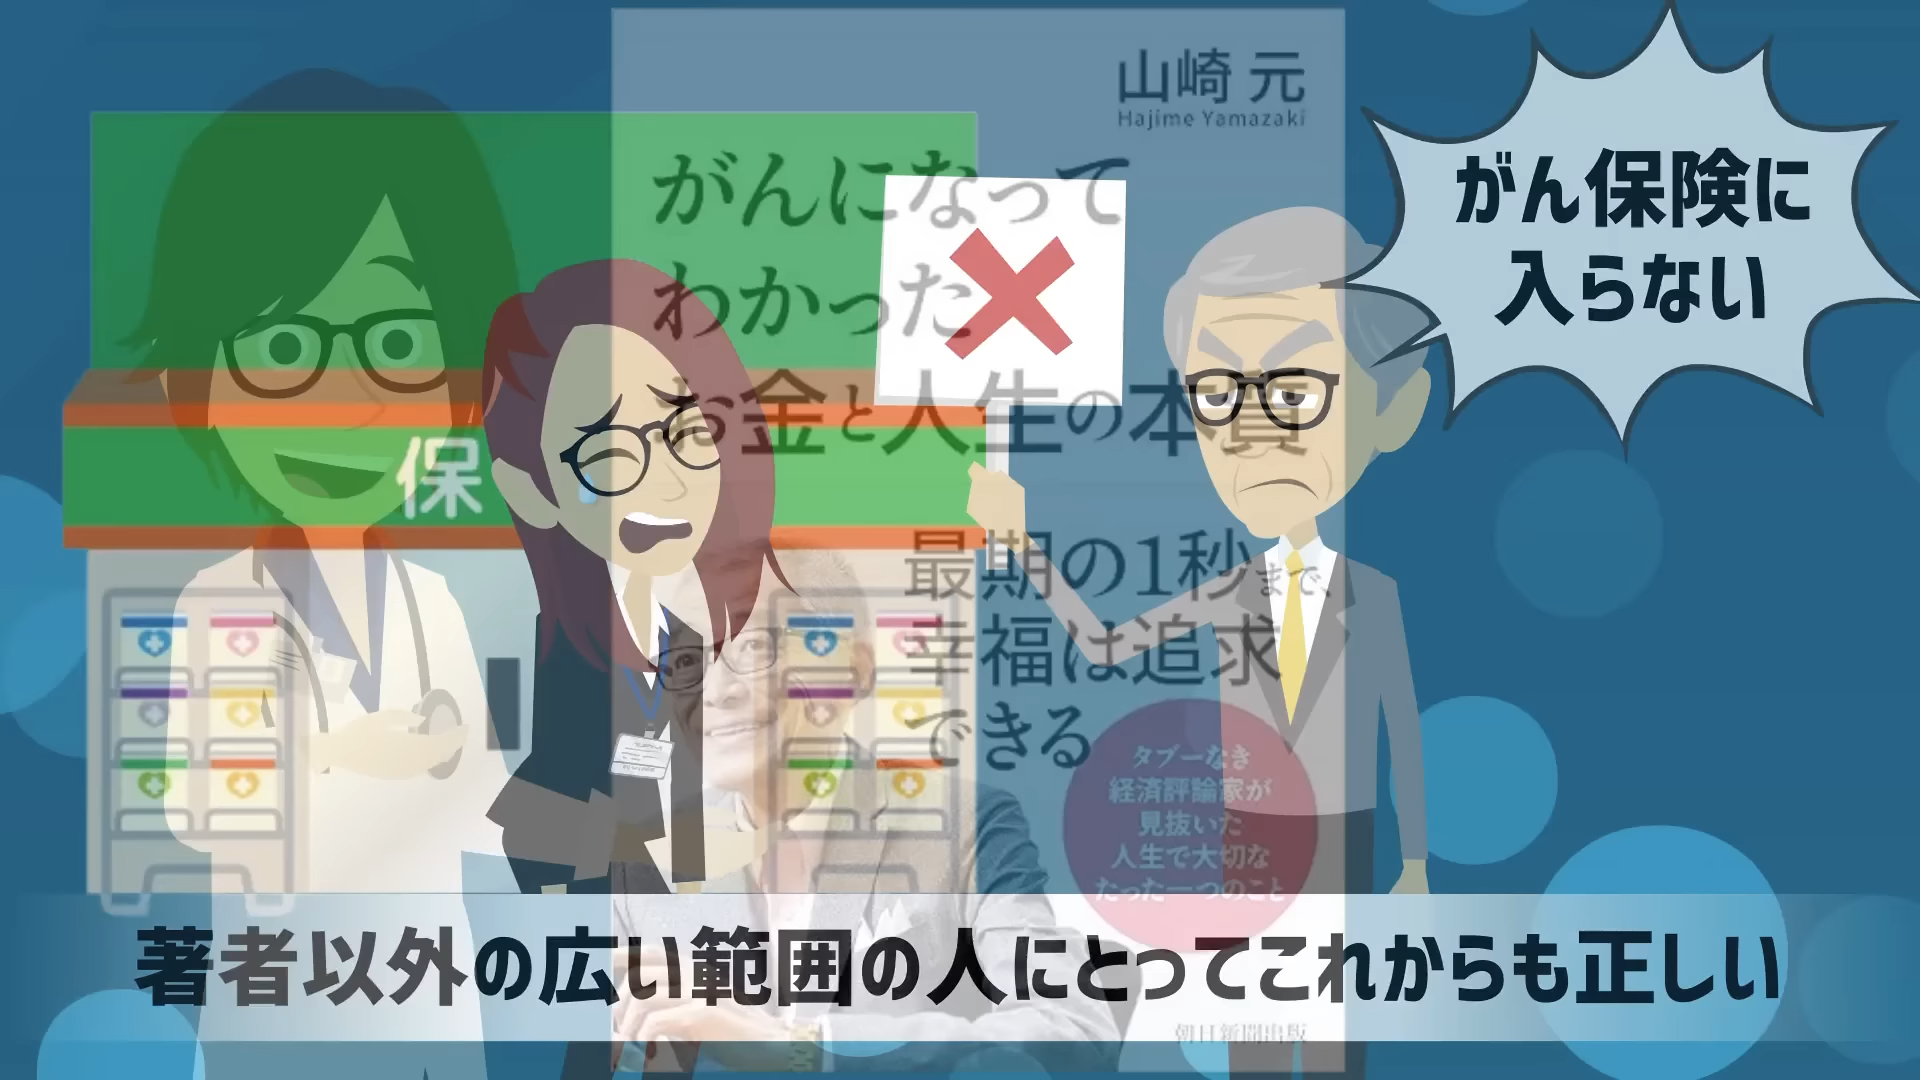 山崎 元
Hajime Yamazaki
がんになって
わかった
お金と人生の本質
最期の1秒まで、
幸福は追求
できる
タブーなき
経済評論家が
見抜いた
人生で大切な
たった一つのこと
朝日新聞出版
がん保険に
入らない
保
著者以外の広い範囲の人にとってこれからも正しい